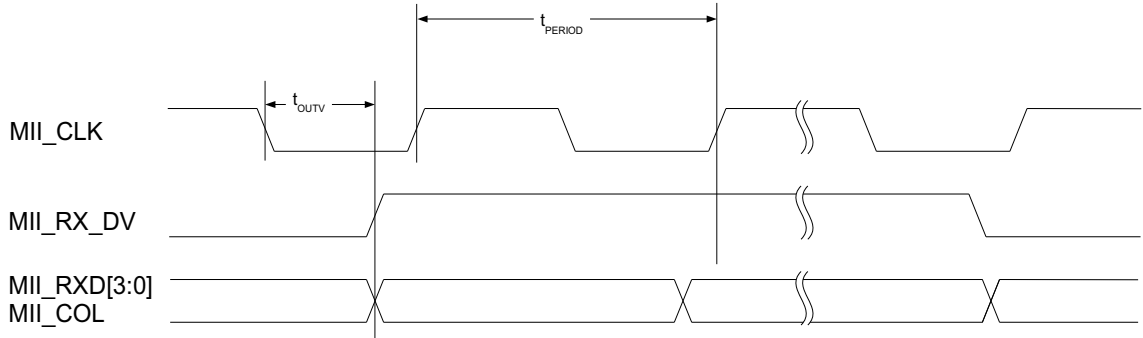 t_PERIOD
t_OUTV
MII_CLK
MII_RX_DV
MII_RXD[3:0]
MII_COL